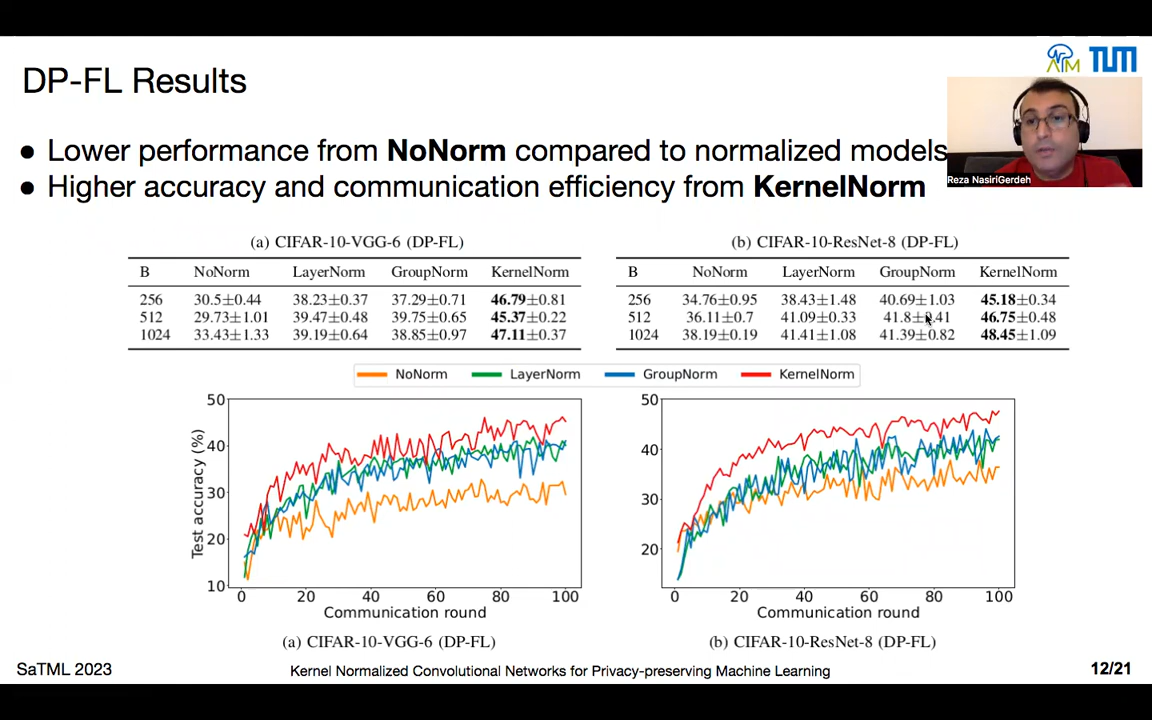 DP-FL Results
ATM TUM
Reza NasiriGerdeh
● Lower performance from NoNorm compared to normalized models
● Higher accuracy and communication efficiency from KernelNorm
(a) CIFAR-10-VGG-6 (DP-FL)
B NoNorm LayerNorm GroupNorm KernelNorm
256 30.5±0.44 38.23±0.37 37.29±0.71 46.79±0.81
512 29.73±1.01 39.47±0.48 39.75±0.65 45.37±0.22
1024 33.43±1.33 39.19±0.64 38.85±0.97 47.11±0.37
(b) CIFAR-10-ResNet-8 (DP-FL)
B NoNorm LayerNorm GroupNorm KernelNorm
256 34.76±0.95 38.43±1.48 40.69±1.03 45.18±0.34
512 36.11±0.7 41.09±0.33 41.8±0.41 46.75±0.48
1024 38.19±0.19 41.41±1.08 41.39±0.82 48.45±1.09
NoNorm LayerNorm GroupNorm KernelNorm
Test accuracy (%)
50
40
30
20
10
0 20 40 60 80 100
Communication round
(a) CIFAR-10-VGG-6 (DP-FL)
50
40
30
20
0 20 40 60 80 100
Communication round
(b) CIFAR-10-ResNet-8 (DP-FL)
SaTML 2023
Kernel Normalized Convolutional Networks for Privacy-preserving Machine Learning
12/21